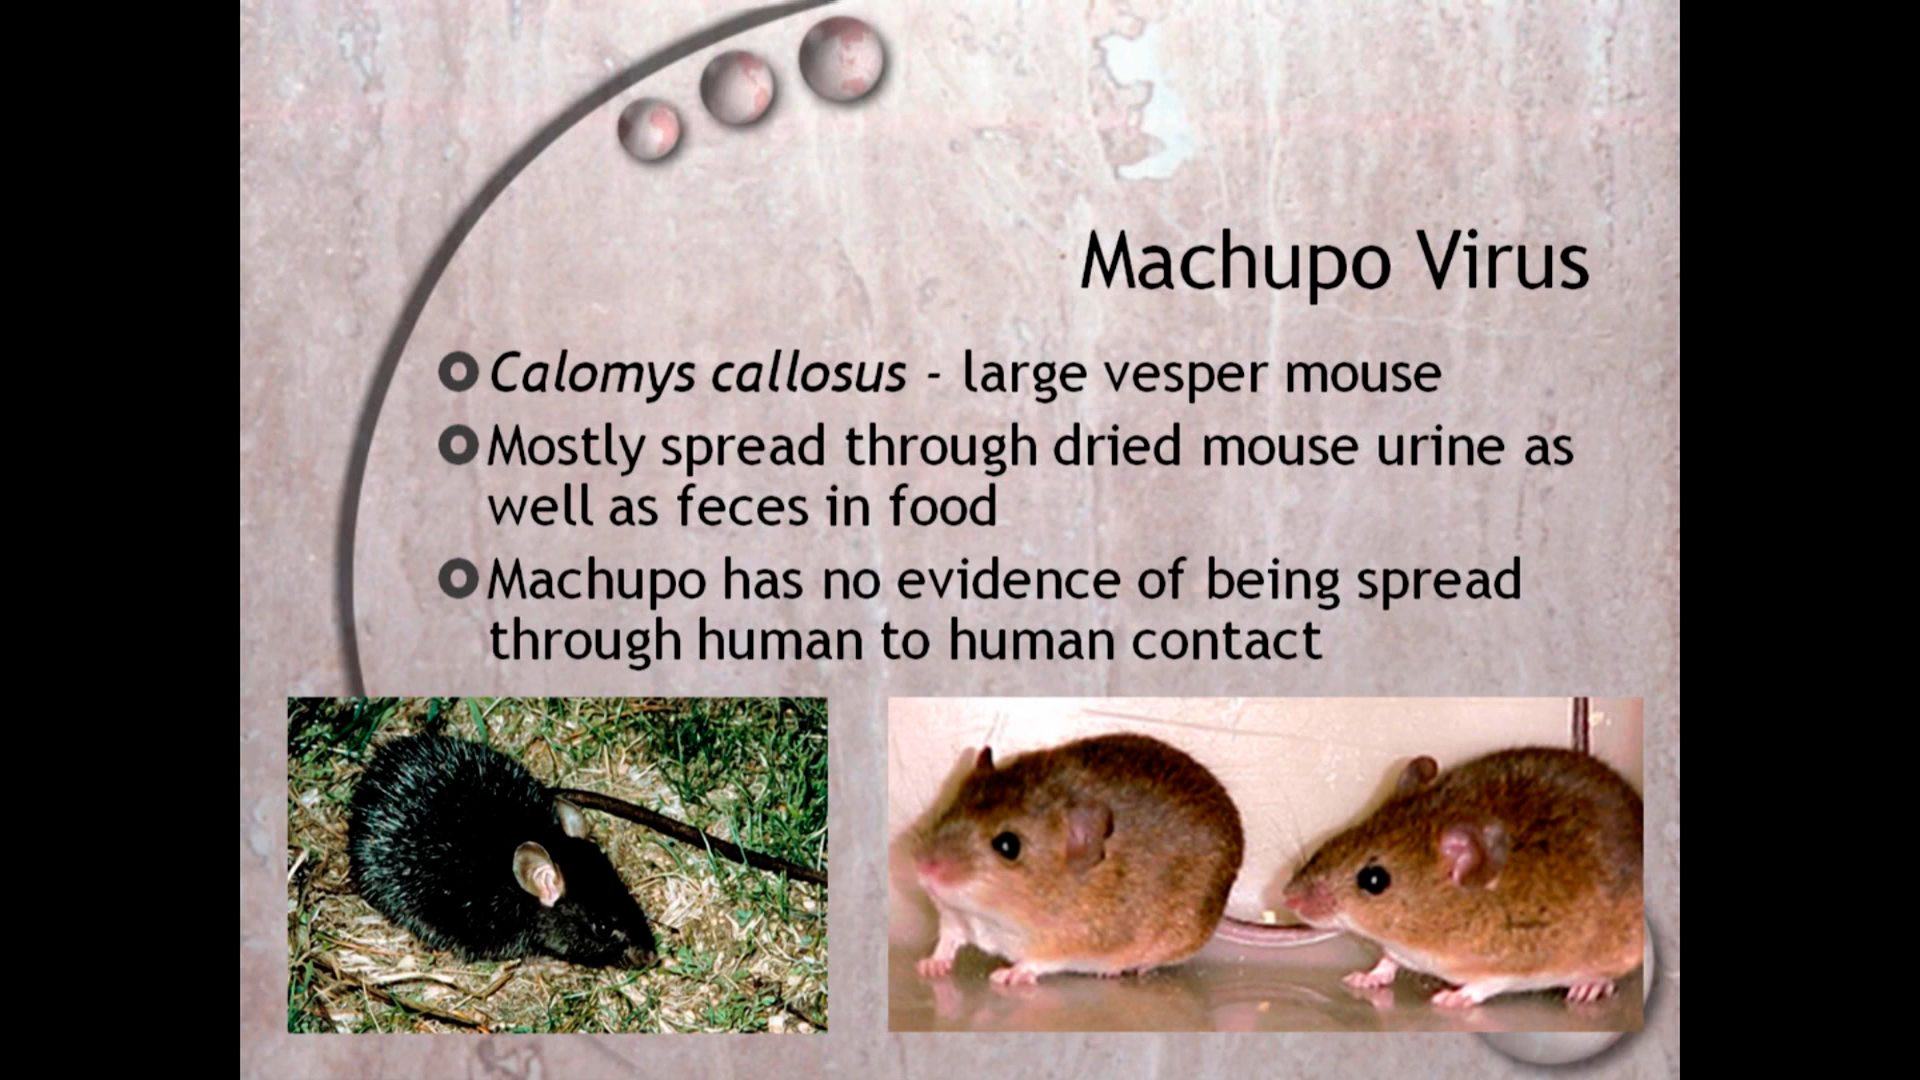 Machupo Virus
Calomys callosus - large vesper mouse
Mostly spread through dried mouse urine as
well as feces in food
Machupo has no evidence of being spread
through human to human contact